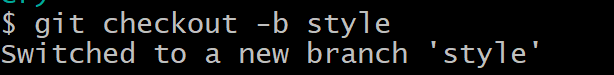 $ git checkout -b style
Switched to a new branch 'style'